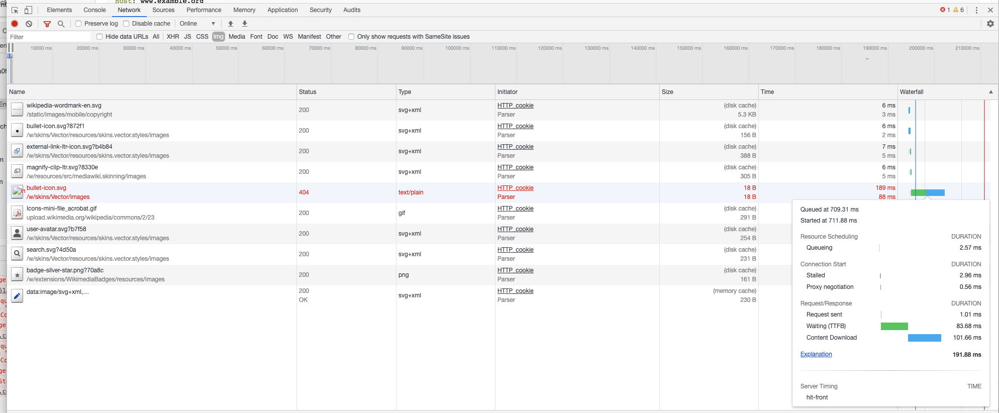 Host: www.example.org
Elements Console Network Sources Performance Memory Application Security Audits 1 6
Preserve log Disable cache Online
Filter Hide data URLs All XHR JS CSS Img Media Font Doc WS Manifest Other Only show requests with SameSite issues
10000 ms 20000 ms 30000 ms 40000 ms 50000 ms 60000 ms 70000 ms 80000 ms 90000 ms 100000 ms 110000 ms 120000 ms 130000 ms 140000 ms 150000 ms 160000 ms 170000 ms 180000 ms 190000 ms 200000 ms 210000 ms
Name Status Type Initiator Size Time Waterfall
wikipedia-wordmark-en.svg HTTP_cookie (disk cache) 6 ms
200 svg+xml
/static/images/mobile/copyright Parser 5.3 KB 3 ms
bullet-icon.svg?872f1 HTTP_cookie (disk cache) 6 ms
200 svg+xml
/w/skins/Vector/resources/skins.vector.styles/images Parser 156 B 2 ms
external-link-ltr-icon.svg?b4b84 HTTP_cookie (disk cache) 7 ms
200 svg+xml
/w/skins/Vector/resources/skins.vector.styles/images Parser 388 B 5 ms
magnify-clip-ltr.svg?8330e HTTP_cookie (disk cache) 6 ms
200 svg+xml
/w/resources/src/mediawiki.skinning/images Parser 305 B 5 ms
bullet-icon.svg HTTP_cookie 18 B 189 ms
404 text/plain
/w/skins/Vector/images Parser 18 B 88 ms
Icons-mini-file_acrobat.gif HTTP_cookie (disk cache)
200 gif
upload.wikimedia.org/wikipedia/commons/2/23 Parser 291 B
user-avatar.svg?b7f58 HTTP_cookie (disk cache)
200 svg+xml
/w/skins/Vector/resources/skins.vector.styles/images Parser 254 B
search.svg?4d50a HTTP_cookie (disk cache)
200 svg+xml
/w/skins/Vector/resources/skins.vector.styles/images Parser 231 B
badge-silver-star.png?70a8c HTTP_cookie (disk cache)
200 png
/w/extensions/WikimediaBadges/resources/images Parser 161 B
data:image/svg+xml,… 200 HTTP_cookie (memory cache)
svg+xml
OK Parser 230 B
Queued at 709.31 ms
Started at 711.88 ms
Resource Scheduling DURATION
Queueing 2.57 ms
Connection Start DURATION
Stalled 2.96 ms
Proxy negotiation 0.56 ms
Request/Response DURATION
Request sent 1.01 ms
Waiting (TTFB) 83.68 ms
Content Download 101.66 ms
Explanation 191.88 ms
Server Timing TIME
hit-front